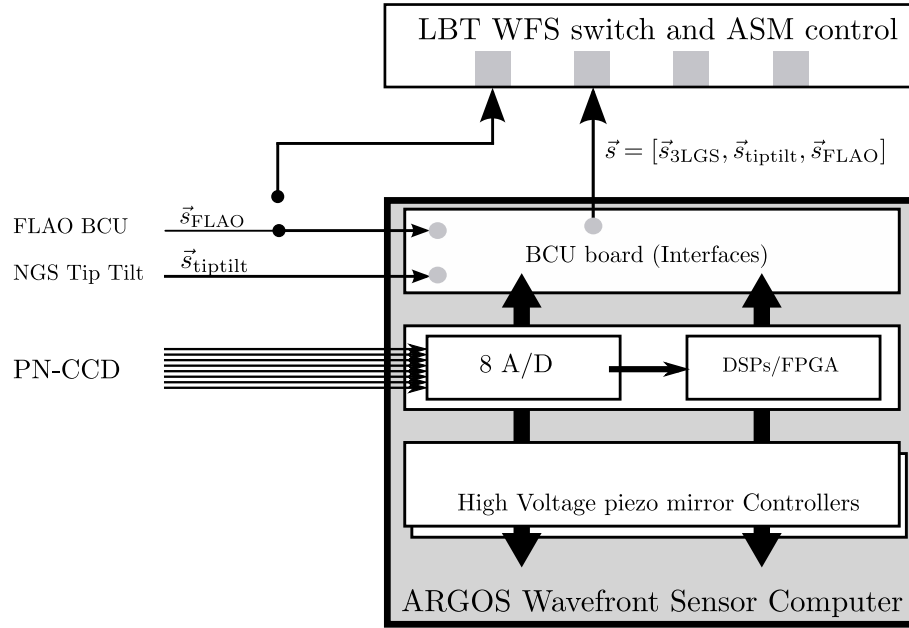 LBT WFS switch and ASM control
s⃗ = [s⃗3LGS, s⃗tiptilt, s⃗FLAO]
FLAO BCU
s⃗FLAO
NGS Tip Tilt
s⃗tiptilt
BCU board (Interfaces)
PN-CCD
8 A/D
DSPs/FPGA
High Voltage piezo mirror Controllers
ARGOS Wavefront Sensor Computer